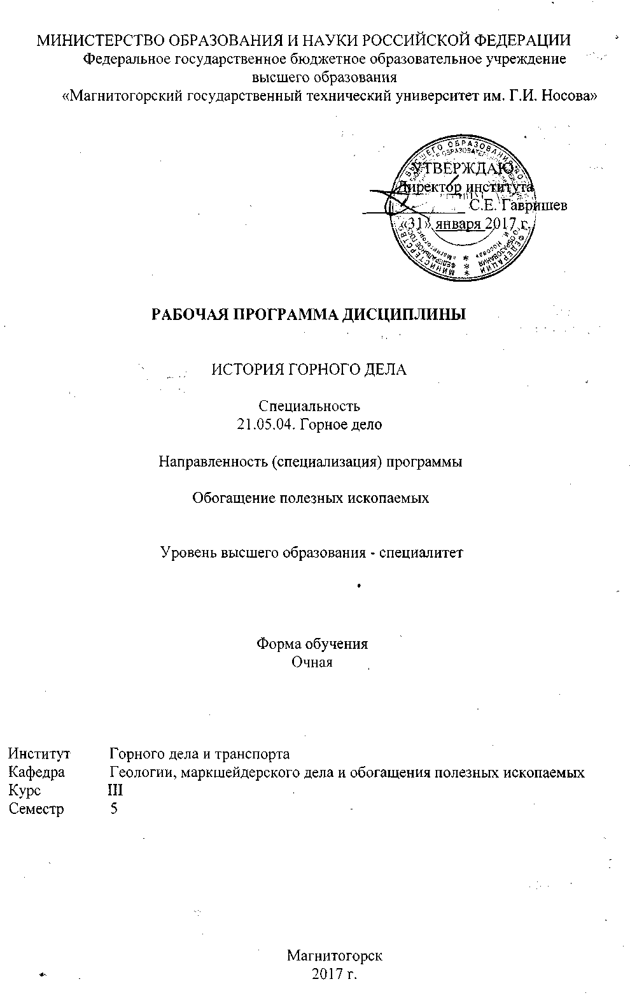 МИНИСТЕРСТВО ОБРАЗОВАНИЯ И НАУКИ РОССИЙСКОЙ ФЕДЕРАЦИИ
Федеральное государственное бюджетное образовательное учреждение
высшего образования
«Магнитогорский государственный технический университет им. Г.И. Носова»
УТВЕРЖДАЮ:
Директор института
С.Е. Гавришев
«31» января 2017 г.
РАБОЧАЯ ПРОГРАММА ДИСЦИПЛИНЫ
ИСТОРИЯ ГОРНОГО ДЕЛА
Специальность
21.05.04. Горное дело
Направленность (специализация) программы
Обогащение полезных ископаемых
Уровень высшего образования - специалитет
Форма обучения
Очная
Институт Горного дела и транспорта
Кафедра Геологии, маркшейдерского дела и обогащения полезных ископаемых
Курс III
Семестр 5
Магнитогорск
2017 г.